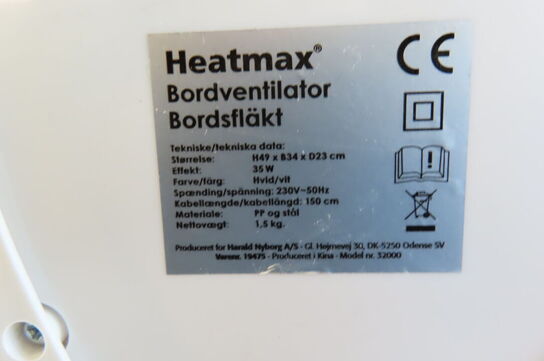 Heatmax®
Bordventilator
Bordsfläkt
Tekniske/tekniska data:
Størrelse: H49 x B34 x D23 cm
Effekt: 35 W
Farve/färg: Hvid/vit
Spænding/spänning: 230V~50Hz
Kabellængde/kabellängd: 150 cm
Materiale: PP og stål
Nettovægt: 1,5 kg.
Produceret for Harald Nyborg A/S - Gl. Højmevej 30, DK-5250 Odense SV
Varenr. 19475 - Produceret i Kina - Model nr. 32000
CE